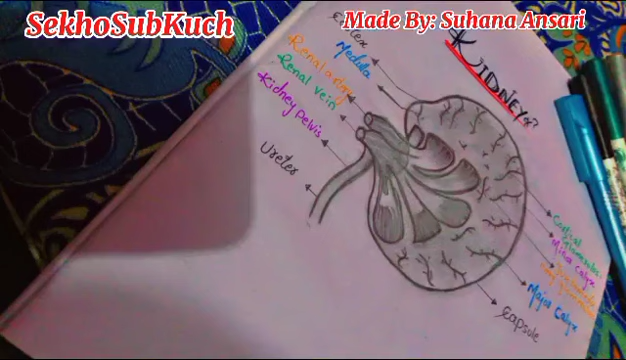 SekhoSubKuch
Made By: Suhana Ansari
KIDNEY
Medulla
Renal artery
Renal vein
Kidney pelvis
Ureter
Minor Calyx
Major Calyx
Capsule